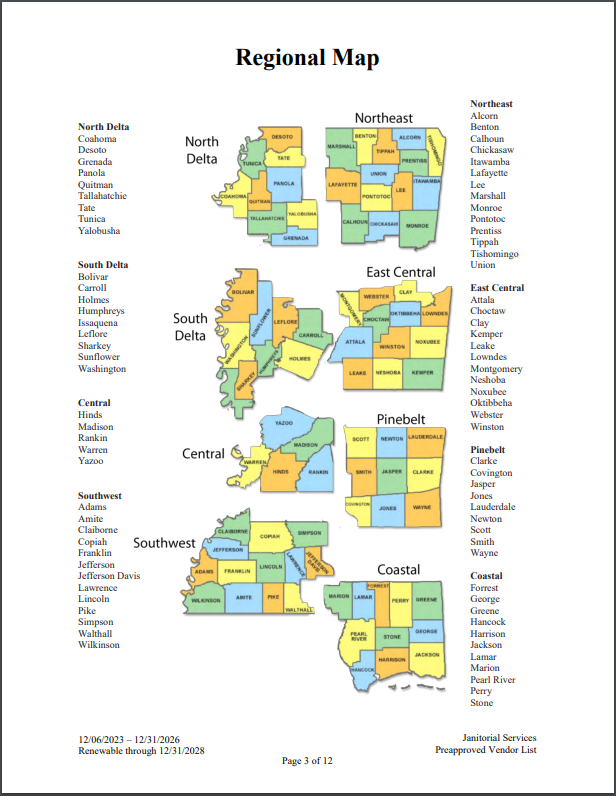 Regional Map
North Delta
Coahoma
Desoto
Grenada
Panola
Quitman
Tallahatchie
Tate
Tunica
Yalobusha
South Delta
Bolivar
Carroll
Holmes
Humphreys
Issaquena
Leflore
Sharkey
Sunflower
Washington
Central
Hinds
Madison
Rankin
Warren
Yazoo
Southwest
Adams
Amite
Claiborne
Copiah
Franklin
Jefferson
Jefferson Davis
Lawrence
Lincoln
Pike
Simpson
Walthall
Wilkinson
North
Delta
DESOTO
TUNICA
TATE
PANOLA
COAHOMA
QUITMAN
TALLAHATCHIE
YALOBUSHA
GRENADA
Northeast
MARSHALL
BENTON
TIPPAH
ALCORN
TISHOMINGO
PRENTISS
UNION
LAFAYETTE
PONTOTOC
LEE
ITAWAMBA
CALHOUN
CHICKASAW
MONROE
South
Delta
BOLIVAR
SUNFLOWER
LEFLORE
CARROLL
WASHINGTON
HUMPHREYS
HOLMES
SHARKEY
East Central
MONTGOMERY
WEBSTER
CLAY
CHOCTAW
OKTIBBEHA
LOWNDES
ATTALA
WINSTON
NOXUBEE
LEAKE
NESHOBA
KEMPER
Central
YAZOO
MADISON
WARREN
HINDS
RANKIN
Pinebelt
SCOTT
NEWTON
LAUDERDALE
SMITH
JASPER
CLARKE
COVINGTON
JONES
WAYNE
Southwest
CLAIBORNE
COPIAH
SIMPSON
JEFFERSON
ADAMS
FRANKLIN
LINCOLN
LAWRENCE
JEFFERSON
DAVIS
WILKINSON
AMITE
PIKE
WALTHALL
Coastal
MARION
LAMAR
FORREST
PERRY
GREENE
PEARL
RIVER
STONE
GEORGE
HANCOCK
HARRISON
JACKSON
Northeast
Alcorn
Benton
Calhoun
Chickasaw
Itawamba
Lafayette
Lee
Marshall
Monroe
Pontotoc
Prentiss
Tippah
Tishomingo
Union
East Central
Attala
Choctaw
Clay
Kemper
Leake
Lowndes
Montgomery
Neshoba
Noxubee
Oktibbeha
Webster
Winston
Pinebelt
Clarke
Covington
Jasper
Jones
Lauderdale
Newton
Scott
Smith
Wayne
Coastal
Forrest
George
Greene
Hancock
Harrison
Jackson
Lamar
Marion
Pearl River
Perry
Stone
12/06/2023 – 12/31/2026
Renewable through 12/31/2028
Janitorial Services
Preapproved Vendor List
Page 3 of 12